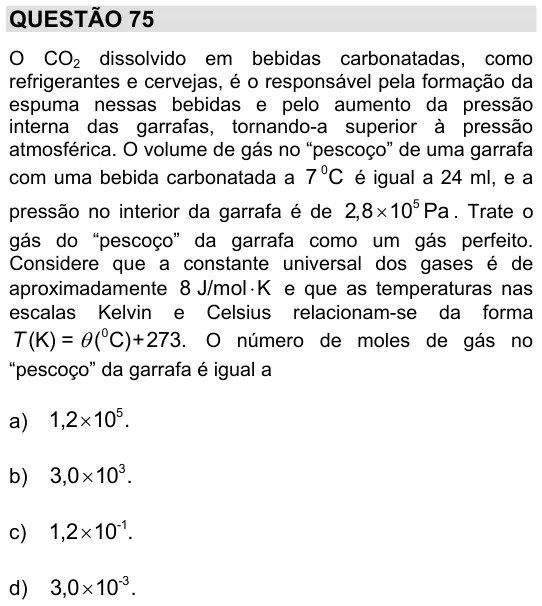 QUESTÃO 75
O CO₂ dissolvido em bebidas carbonatadas, como
refrigerantes e cervejas, é o responsável pela formação da
espuma nessas bebidas e pelo aumento da pressão
interna das garrafas, tornando-a superior à pressão
atmosférica. O volume de gás no “pescoço” de uma garrafa
com uma bebida carbonatada a 7 ⁰C é igual a 24 ml, e a
pressão no interior da garrafa é de 2,8×10⁵ Pa. Trate o
gás do “pescoço” da garrafa como um gás perfeito.
Considere que a constante universal dos gases é de
aproximadamente 8 J/mol·K e que as temperaturas nas
escalas Kelvin e Celsius relacionam-se da forma
T(K) = θ(⁰C)+273. O número de moles de gás no
“pescoço” da garrafa é igual a
a) 1,2×10⁵.
b) 3,0×10³.
c) 1,2×10⁻¹.
d) 3,0×10⁻³.